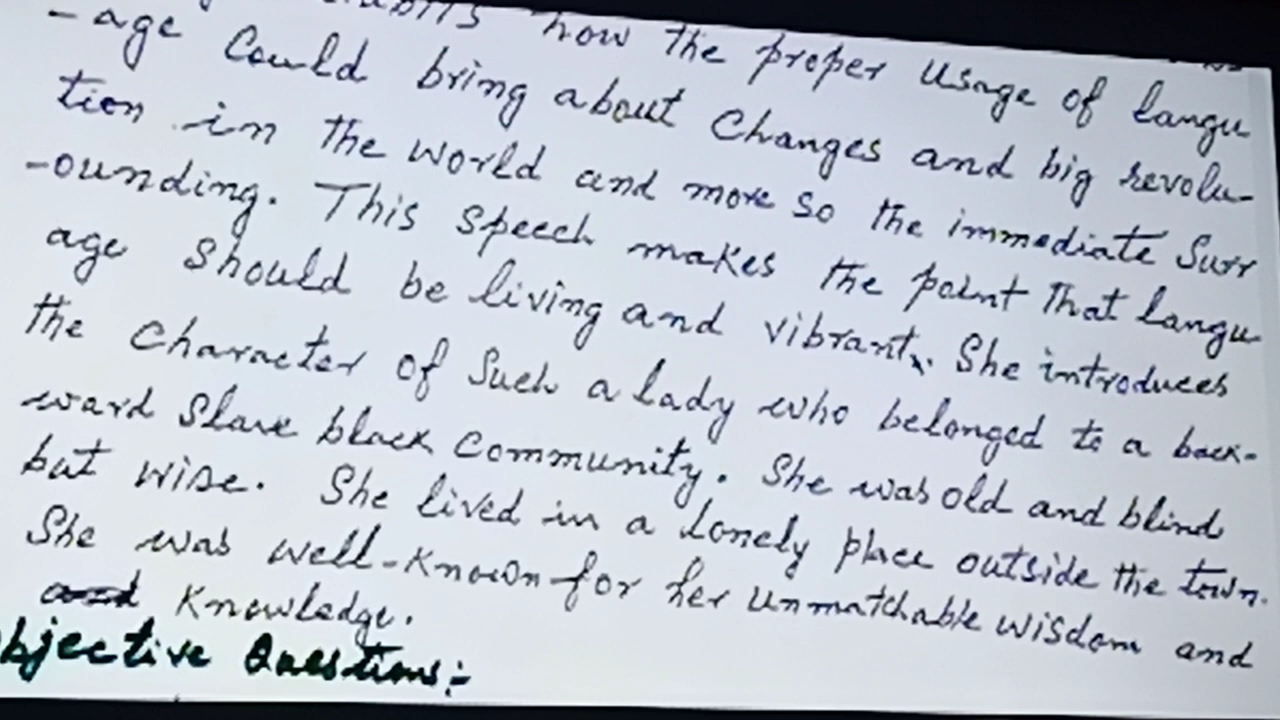 how the proper usage of langu
-age Could bring about Changes and big revolu-
tion in the world and more so the immediate Surr
-ounding. This speech makes the point that langu
age should be living and vibrant. She introduces
the Character of Such a lady who belonged to a back-
ward Slave black Community. She was old and blind
but wise. She lived in a lonely place outside the town.
She was well-known for her unmatchable wisdom and
and Knowledge.
bjective Questions:-